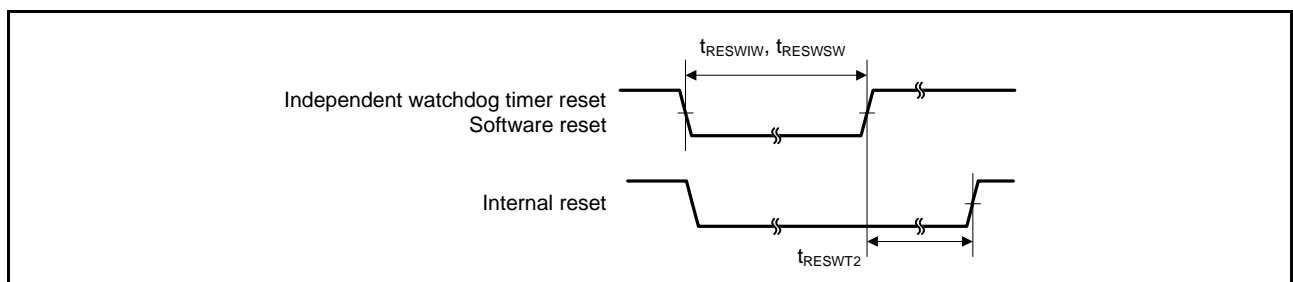 tRESWIW, tRESWSW
Independent watchdog timer reset
Software reset
Internal reset
tRESWT2